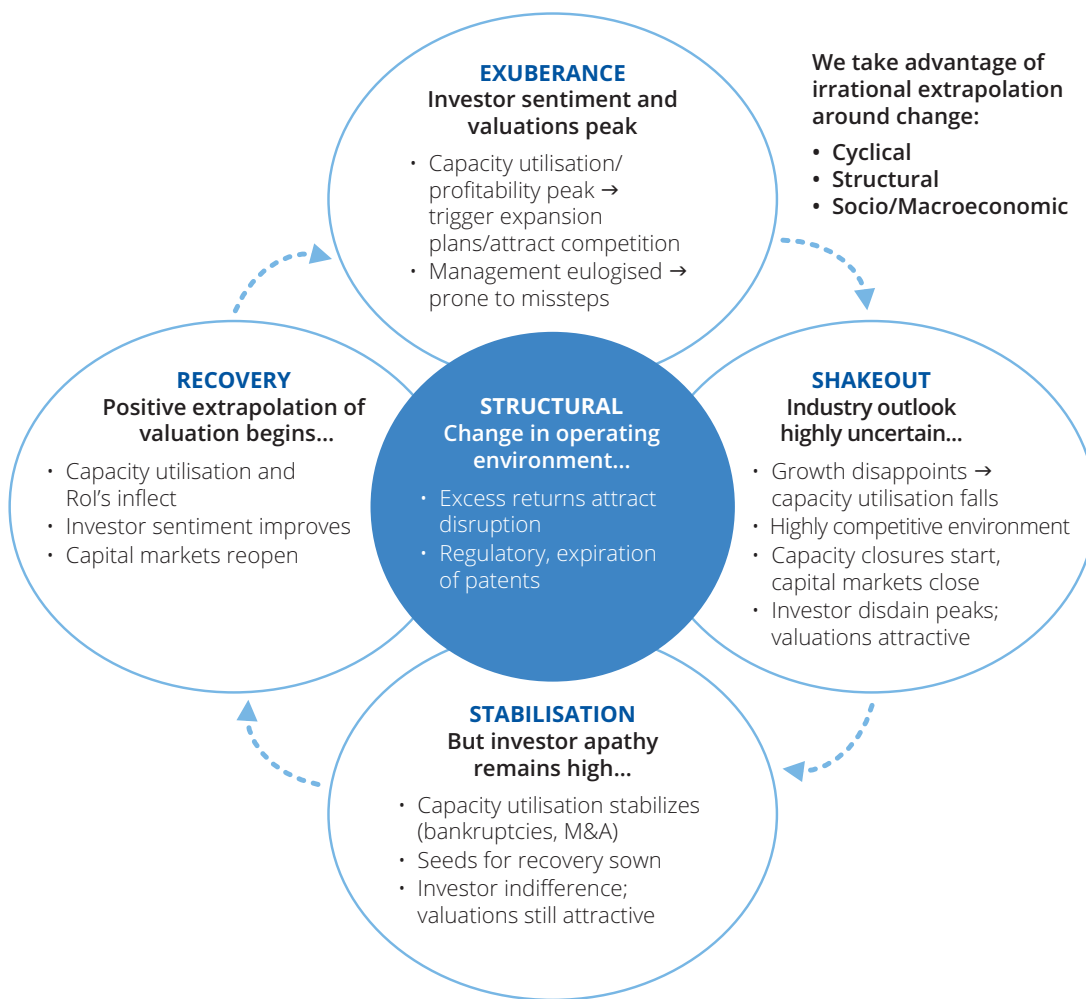 EXUBERANCE
Investor sentiment and
valuations peak
• Capacity utilisation/
profitability peak →
trigger expansion
plans/attract competition
• Management eulogised →
prone to missteps
We take advantage of
irrational extrapolation
around change:
• Cyclical
• Structural
• Socio/Macroeconomic
RECOVERY
Positive extrapolation of
valuation begins...
• Capacity utilisation and
RoI's inflect
• Investor sentiment improves
• Capital markets reopen
STRUCTURAL
Change in operating
environment...
• Excess returns attract
disruption
• Regulatory, expiration
of patents
SHAKEOUT
Industry outlook
highly uncertain...
• Growth disappoints →
capacity utilisation falls
• Highly competitive environment
• Capacity closures start,
capital markets close
• Investor disdain peaks;
valuations attractive
STABILISATION
But investor apathy
remains high...
• Capacity utilisation stabilizes
(bankruptcies, M&A)
• Seeds for recovery sown
• Investor indifference;
valuations still attractive